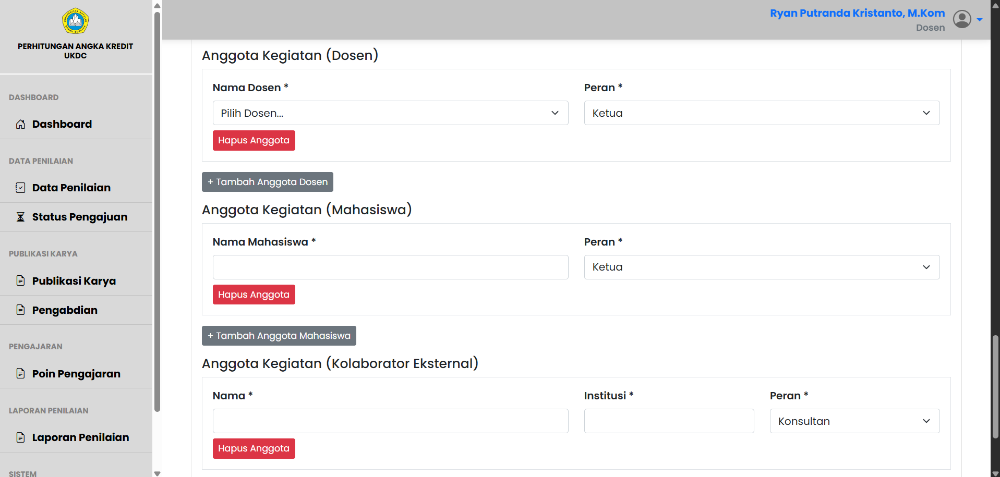 PERHITUNGAN ANGKA KREDIT
UKDC
DASHBOARD
Dashboard
DATA PENILAIAN
Data Penilaian
Status Pengajuan
PUBLIKASI KARYA
Publikasi Karya
Pengabdian
PENGAJARAN
Poin Pengajaran
LAPORAN PENILAIAN
Laporan Penilaian
SISTEM
Ryan Putranda Kristanto, M.Kom
Dosen
Anggota Kegiatan (Dosen)
Nama Dosen * Peran *
Pilih Dosen... Ketua
Hapus Anggota
+ Tambah Anggota Dosen
Anggota Kegiatan (Mahasiswa)
Nama Mahasiswa * Peran *
Ketua
Hapus Anggota
+ Tambah Anggota Mahasiswa
Anggota Kegiatan (Kolaborator Eksternal)
Nama * Institusi * Peran *
Konsultan
Hapus Anggota